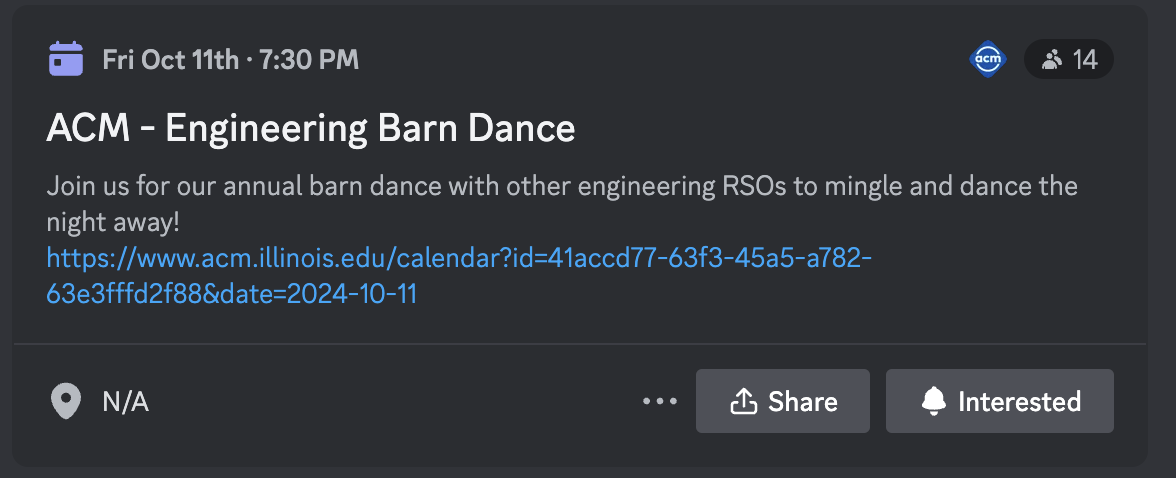 Fri Oct 11th · 7:30 PM
acm
14
ACM - Engineering Barn Dance
Join us for our annual barn dance with other engineering RSOs to mingle and dance the
night away!
https://www.acm.illinois.edu/calendar?id=41accd77-63f3-45a5-a782-
63e3fffd2f88&date=2024-10-11
N/A
Share
Interested